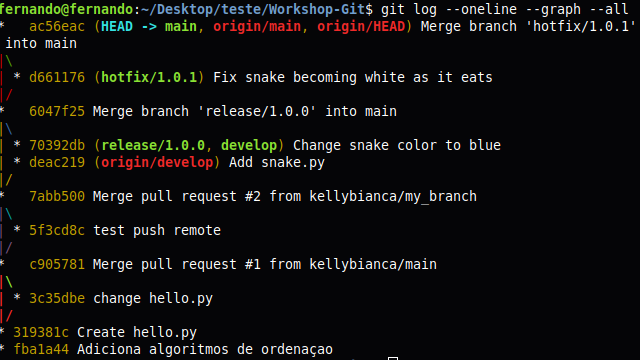 fernando@fernando:~/Desktop/teste/Workshop-Git$ git log --oneline --graph --all
*   ac56eac (HEAD -> main, origin/main, origin/HEAD) Merge branch 'hotfix/1.0.1'
 into main
|\
| * d661176 (hotfix/1.0.1) Fix snake becoming white as it eats
|/
*   6047f25 Merge branch 'release/1.0.0' into main
|\
| * 70392db (release/1.0.0, develop) Change snake color to blue
| * deac219 (origin/develop) Add snake.py
|/
*   7abb500 Merge pull request #2 from kellybianca/my_branch
|\
| * 5f3cd8c test push remote
|/
*   c905781 Merge pull request #1 from kellybianca/main
|\
| * 3c35dbe change hello.py
|/
* 319381c Create hello.py
* fba1a44 Adiciona algoritmos de ordenaçao